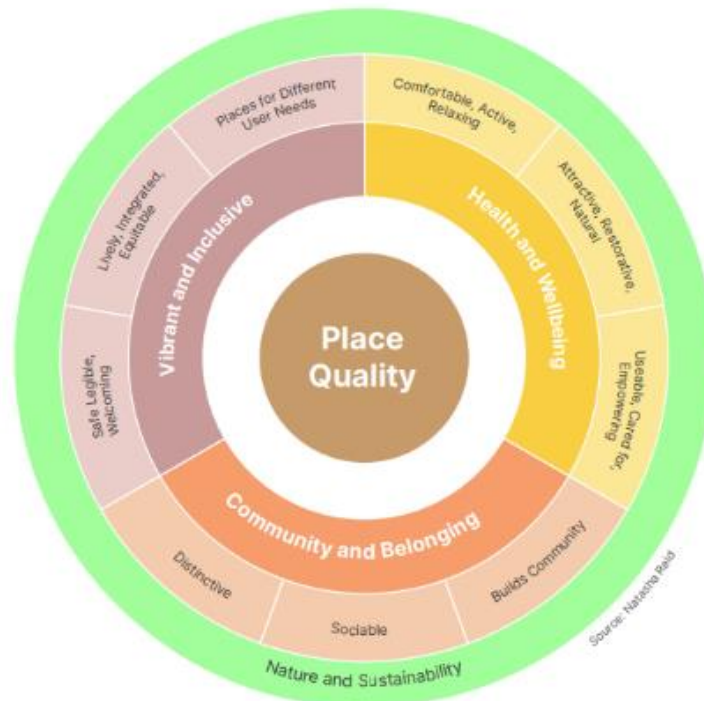 Place
Quality
Health and Wellbeing
Comfortable, Active,
Relaxing
Attractive, Restorative,
Natural
Useable, Cared for,
Empowering
Community and Belonging
Builds Community
Sociable
Distinctive
Vibrant and Inclusive
Safe Legible,
Welcoming
Lively, Integrated,
Equitable
Places for Different
User Needs
Nature and Sustainability
Source: Natasha Reid